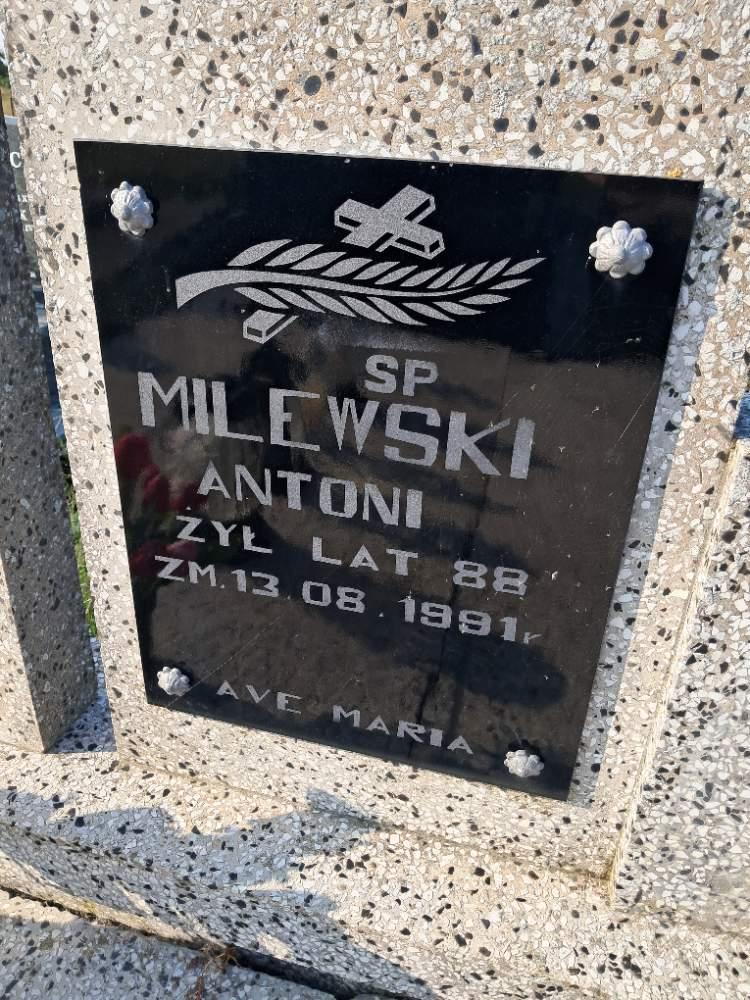 SP
MILEWSKI
ANTONI
ŻYŁ LAT 88
ZM. 13.08.1991r
AVE MARIA